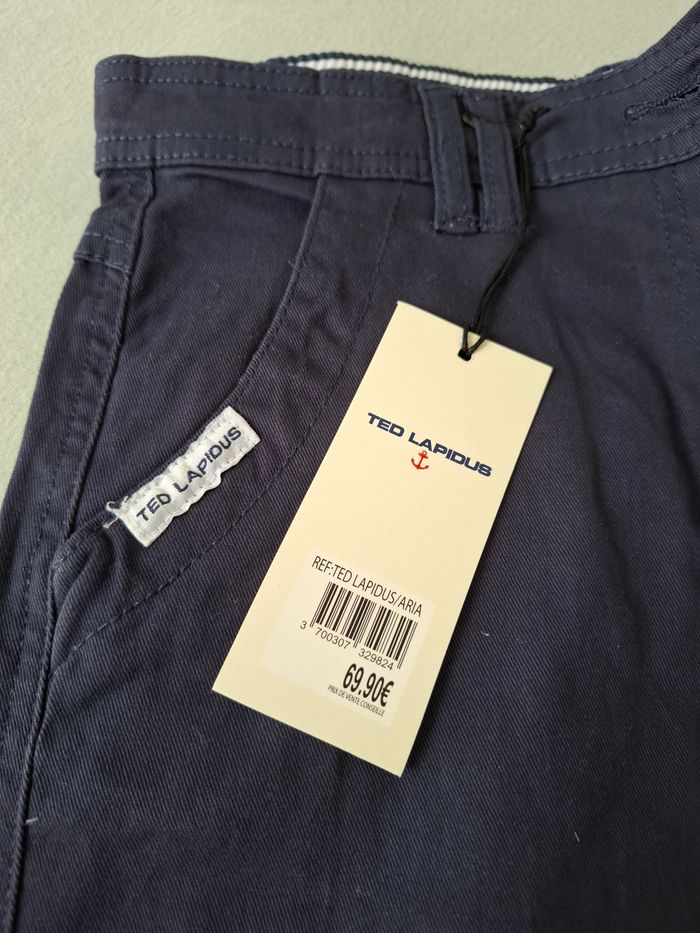 TED LAPIDUS
TED LAPIDUS
REF:TED LAPIDUS/ARIA
3 700307 329824
69.90€
PRIX DE VENTE CONSEILLE